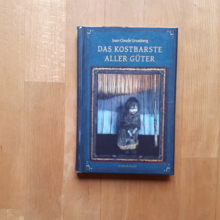 Jean-Claude Grumberg
DAS KOSTBARSTE
ALLER GÜTER